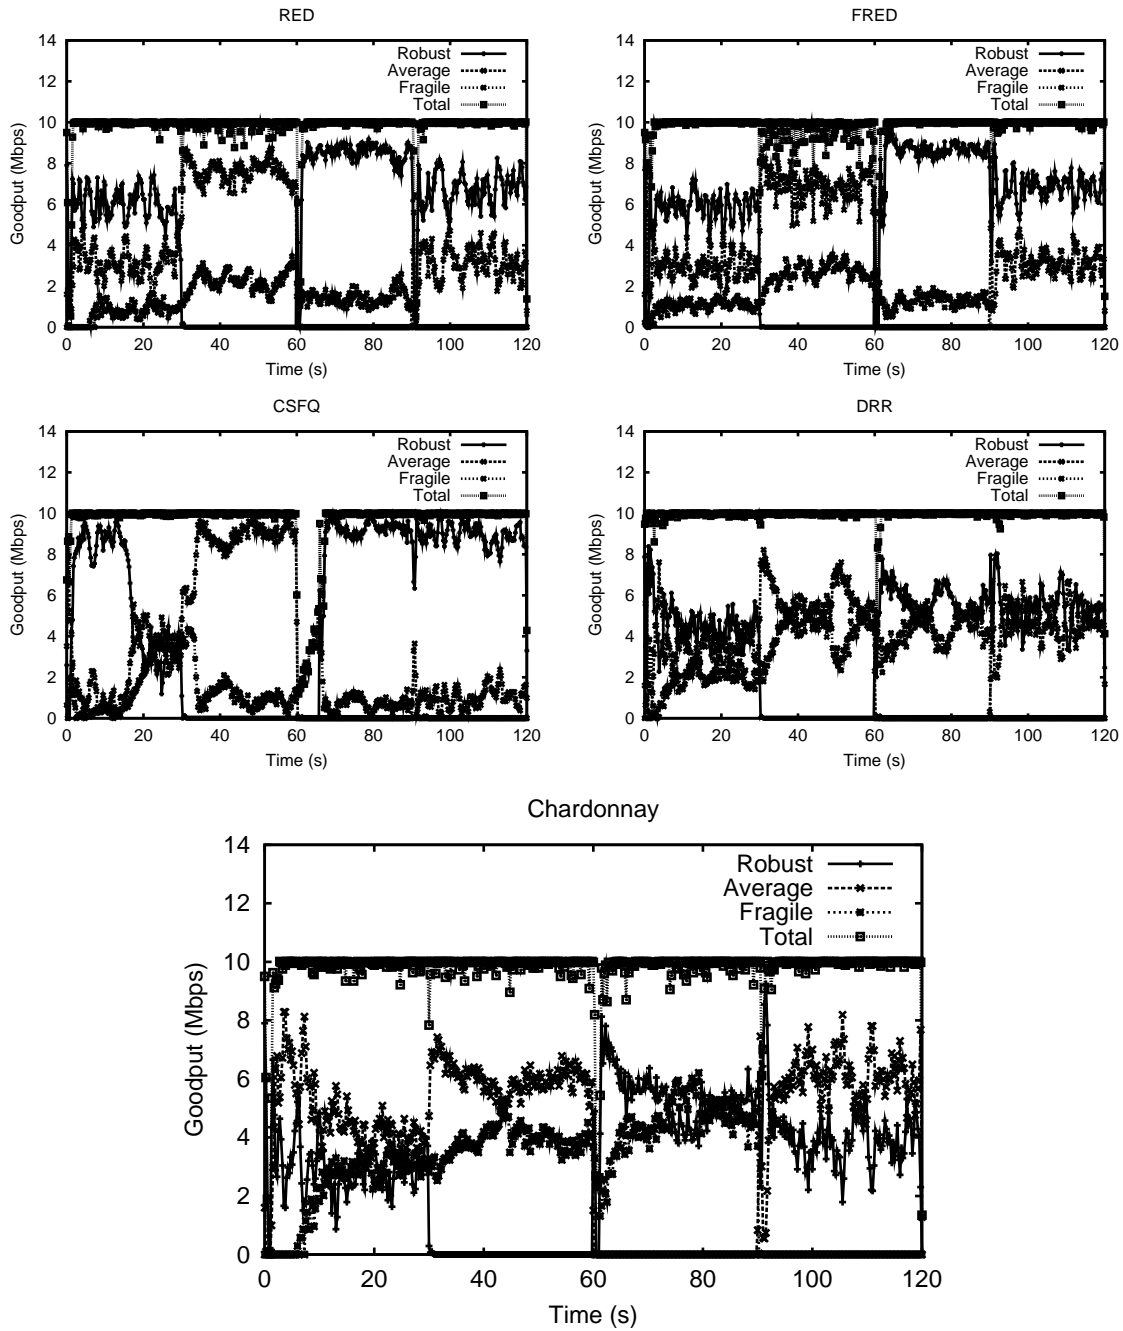 RED
14
12
10
8
6
4
2
0
Goodput (Mbps)
Robust
Average
Fragile
Total
0 20 40 60 80 100 120
Time (s)
FRED
14
12
10
8
6
4
2
0
Goodput (Mbps)
Robust
Average
Fragile
Total
0 20 40 60 80 100 120
Time (s)
CSFQ
14
12
10
8
6
4
2
0
Goodput (Mbps)
Robust
Average
Fragile
Total
0 20 40 60 80 100 120
Time (s)
DRR
14
12
10
8
6
4
2
0
Goodput (Mbps)
Robust
Average
Fragile
Total
0 20 40 60 80 100 120
Time (s)
Chardonnay
14
12
10
8
6
4
2
0
Goodput (Mbps)
Robust
Average
Fragile
Total
0 20 40 60 80 100 120
Time (s)